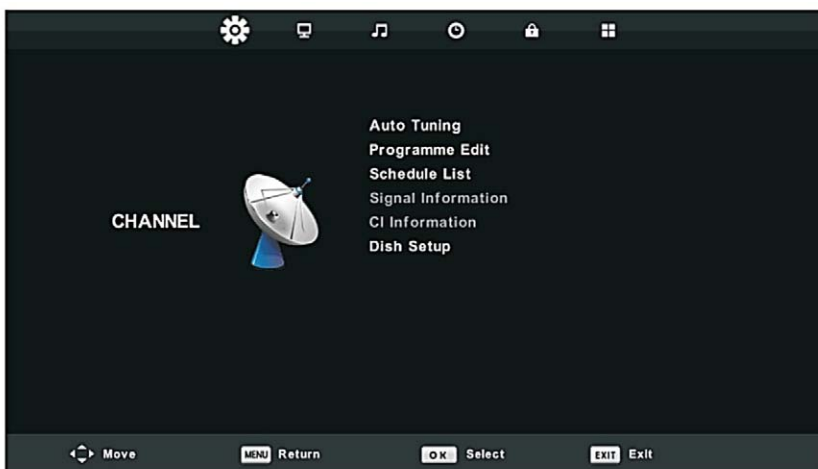 Auto Tuning
Programme Edit
Schedule List
Signal Information
CHANNEL
CI Information
Dish Setup
Move MENU Return OK Select EXIT Exit